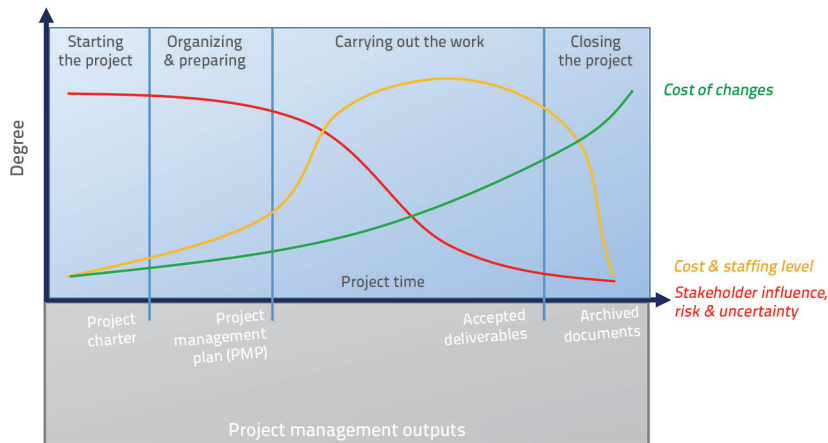 Starting
the project
Organizing
& preparing
Carrying out the work
Closing
the project
Cost of changes
Degree
Cost & staffing level
Project time
Stakeholder influence,
risk & uncertainty
Project
charter
Project
management
plan (PMP)
Accepted
deliverables
Archived
documents
Project management outputs